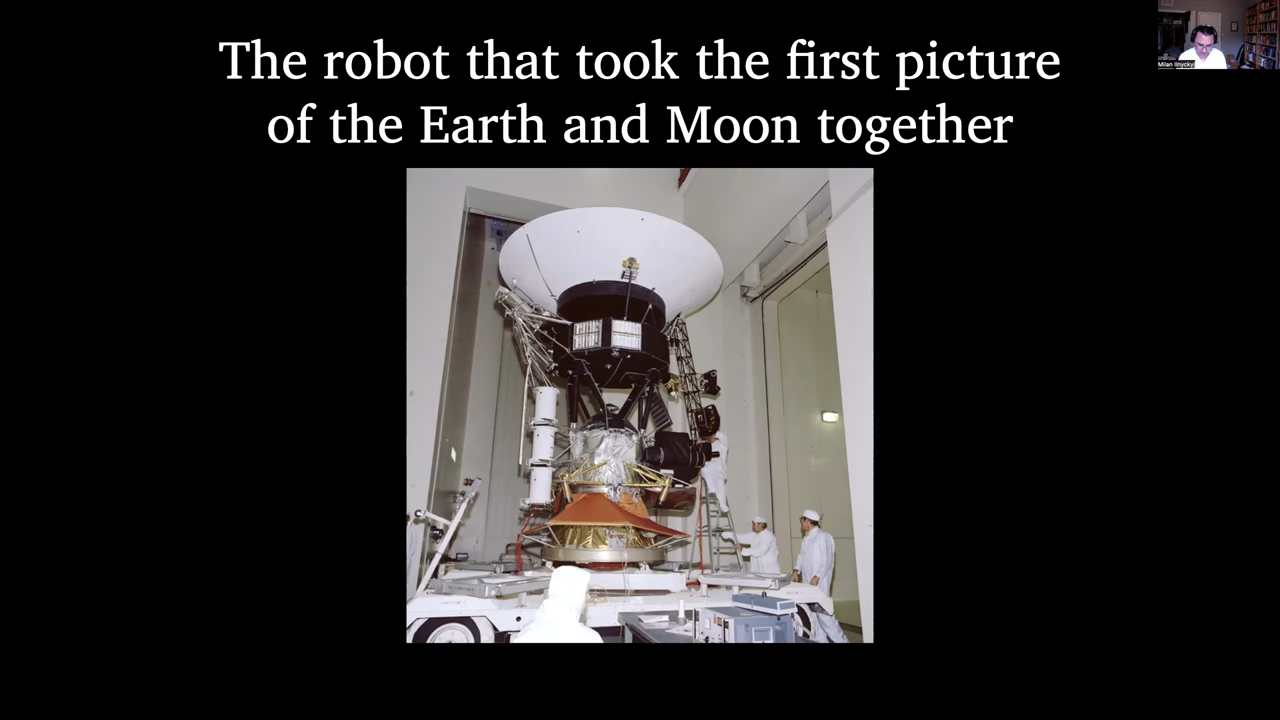 The robot that took the first picture
of the Earth and Moon together